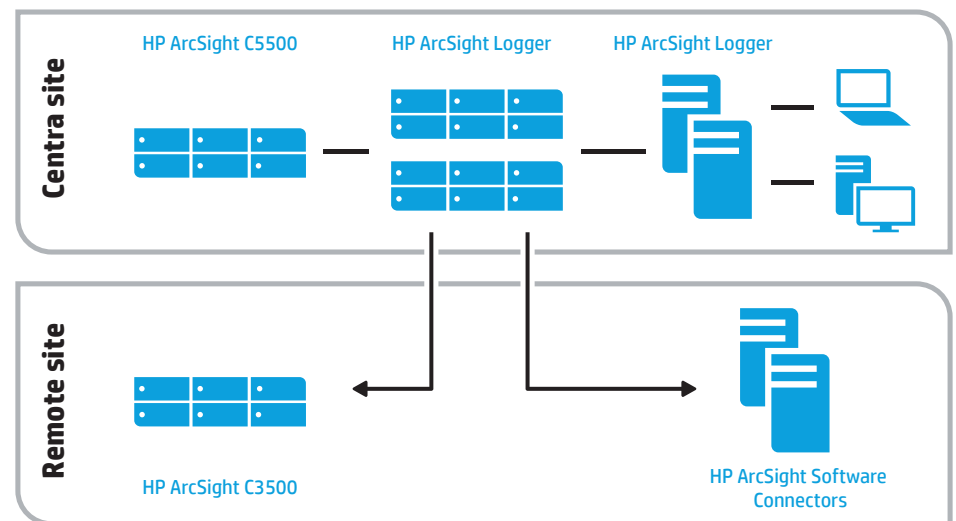 Centra site
HP ArcSight C5500
HP ArcSight Logger
HP ArcSight Logger
Remote site
HP ArcSight C3500
HP ArcSight Software
Connectors